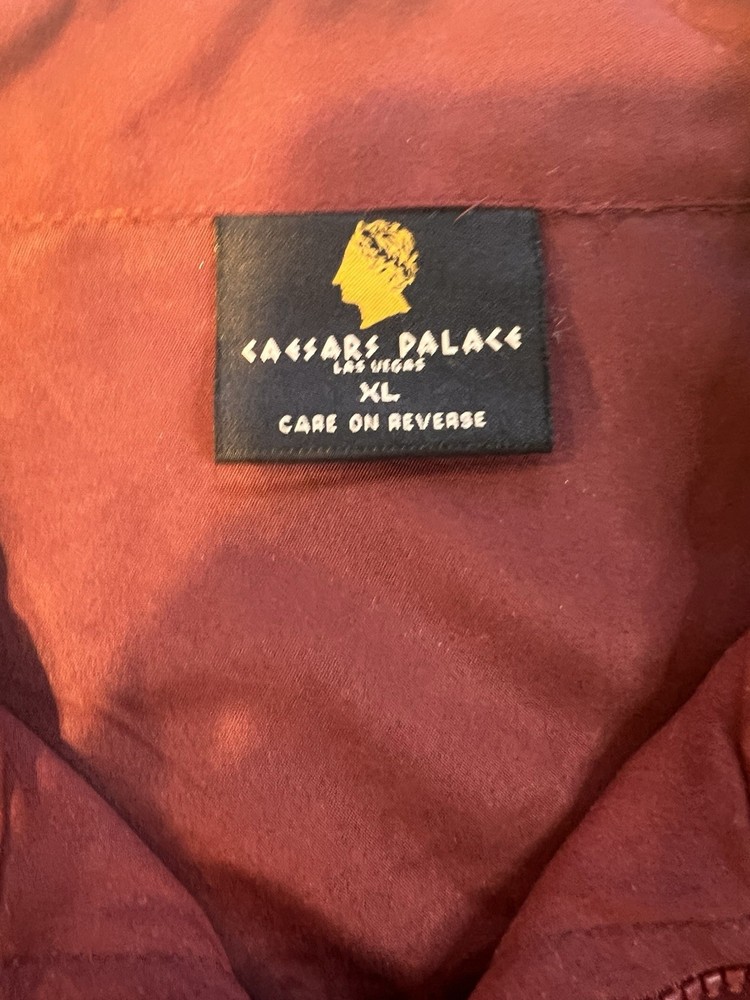 CAESARS PALACE
LAS VEGAS
XL
CARE ON REVERSE